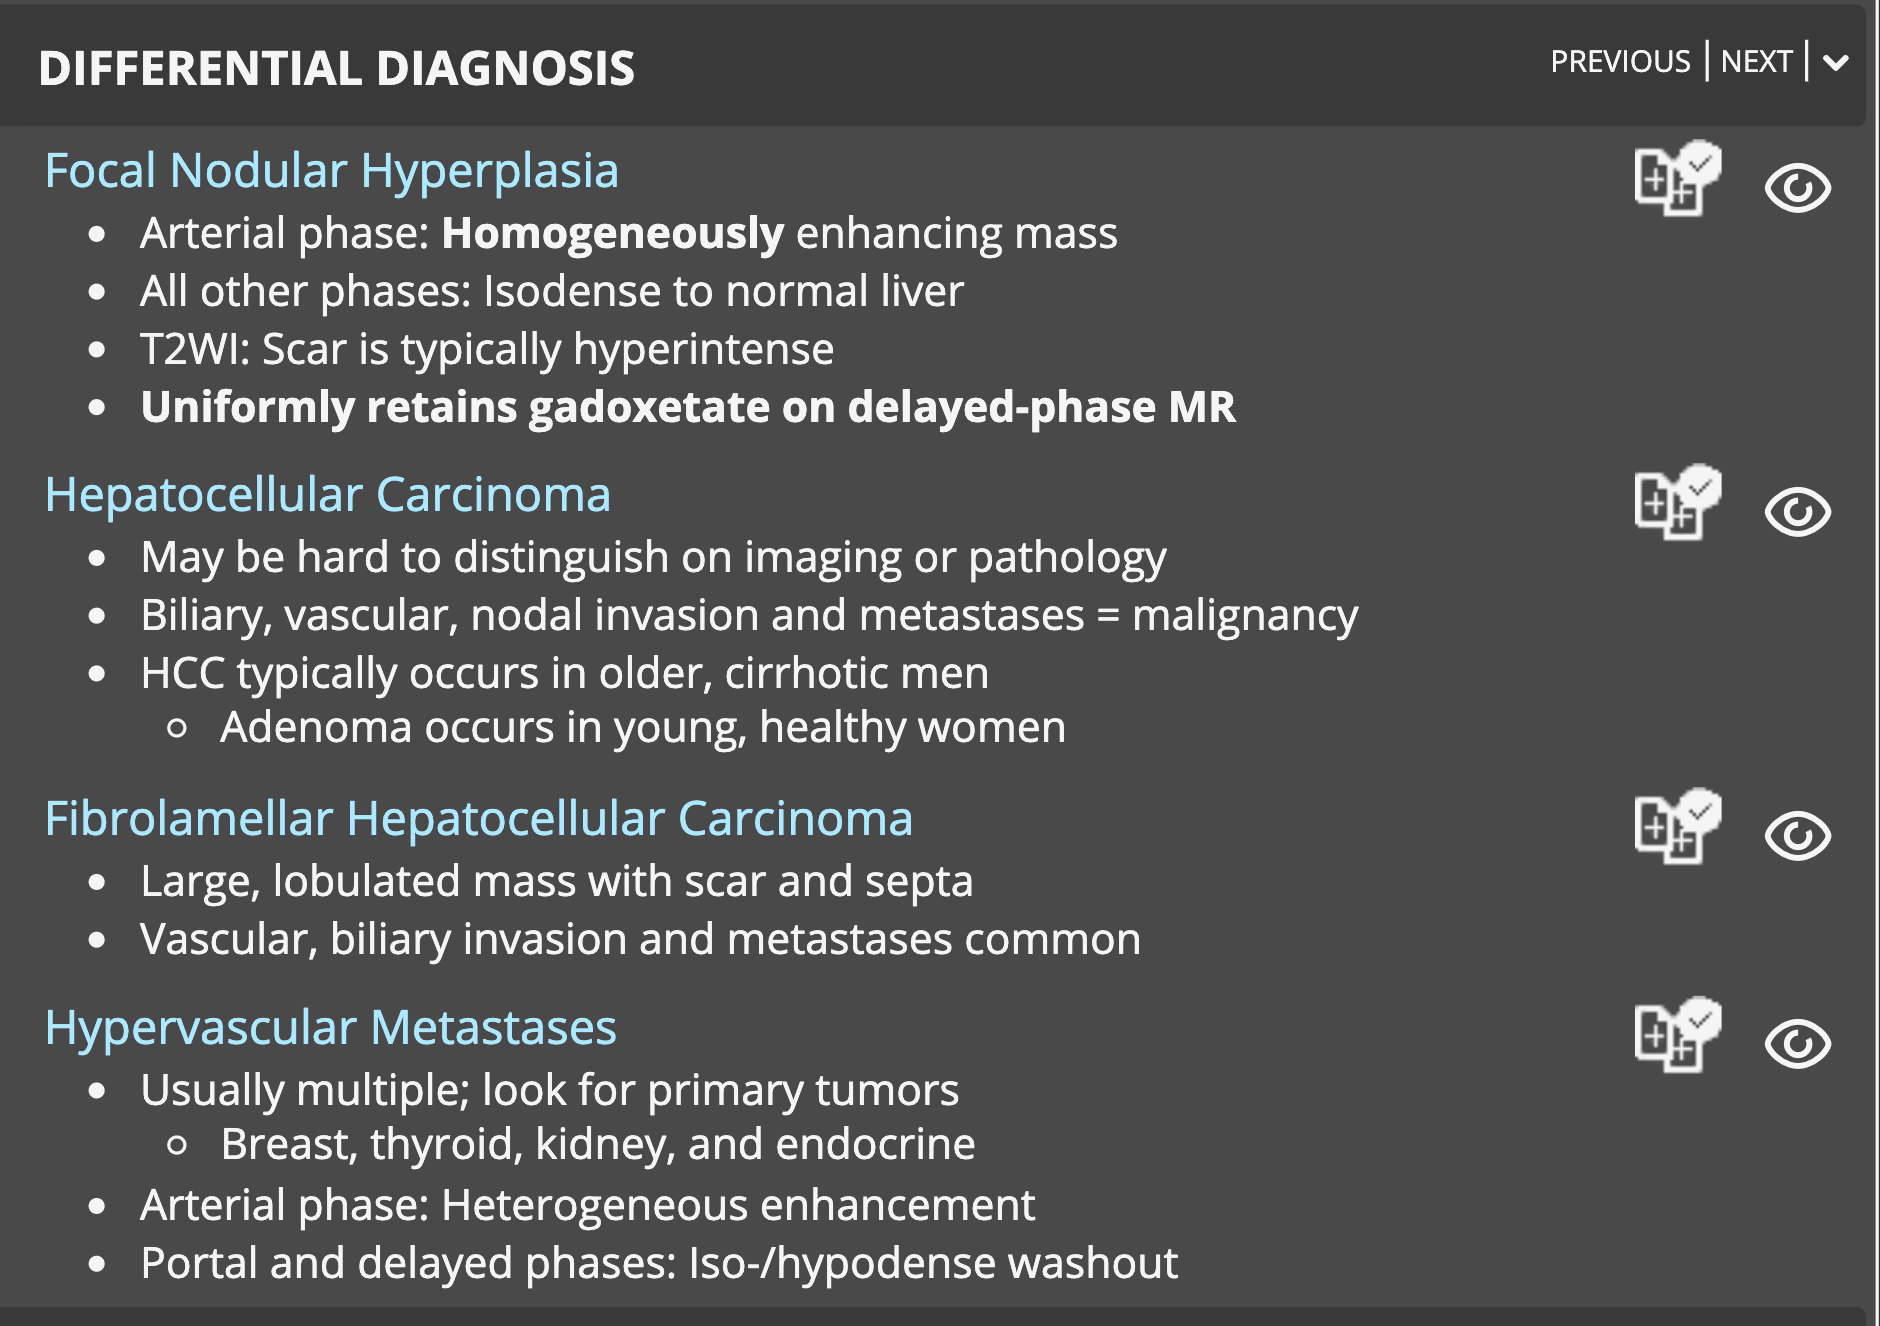 DIFFERENTIAL DIAGNOSIS
PREVIOUS | NEXT |
Focal Nodular Hyperplasia
• Arterial phase: Homogeneously enhancing mass
• All other phases: Isodense to normal liver
• T2WI: Scar is typically hyperintense
• Uniformly retains gadoxetate on delayed-phase MR
Hepatocellular Carcinoma
• May be hard to distinguish on imaging or pathology
• Biliary, vascular, nodal invasion and metastases = malignancy
• HCC typically occurs in older, cirrhotic men
○ Adenoma occurs in young, healthy women
Fibrolamellar Hepatocellular Carcinoma
• Large, lobulated mass with scar and septa
• Vascular, biliary invasion and metastases common
Hypervascular Metastases
• Usually multiple; look for primary tumors
○ Breast, thyroid, kidney, and endocrine
• Arterial phase: Heterogeneous enhancement
• Portal and delayed phases: Iso-/hypodense washout